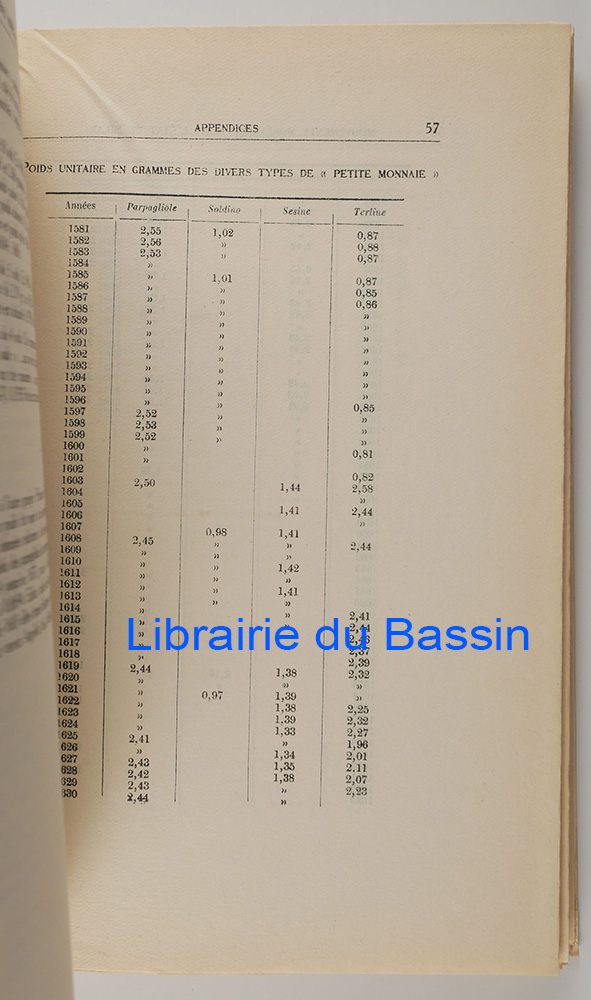 APPENDICES 57
POIDS UNITAIRE EN GRAMMES DES DIVERS TYPES DE « PETITE MONNAIE »
Années Parpagliole Soldino Sesine Terline
1581 2,55 1,02 0,87
1582 2,56 » 0,88
1583 2,53 » 0,87
1584 »
1585 » 1,01 0,87
1586 » » 0,85
1587 » » 0,86
1588 » » »
1589 » » »
1590 » » »
1591 » » »
1592 » » »
1593 » » »
1594 » » »
1595 » » »
1596 » » 0,85
1597 2,52 » »
1598 2,53 » »
1599 2,52 » »
1600 » 0,81
1601 »
1602 0,82
1603 2,50 1,44 2,58
1604 »
1605 1,41 2,44
1606 »
1607 0,98 1,41
1608 2,45 » » 2,44
1609 » » »
1610 » » 1,42
1611 » » »
1612 » » 1,41
1613 » » »
1614 » » 2,41
1615 » » 2,44
1616 » 2,46
1617 » 2,37
1618 » 2,39
1619 2,44 1,38 2,32
1620 » » »
1621 » 0,97 1,39 »
1622 » 1,38 2,25
1623 » 1,39 2,32
1624 » 1,33 2,27
1625 2,41 » 1,96
626 » 1,34 2,01
627 2,43 1,35 2.11
628 2,42 1,38 2,07
629 2,43 » 2,23
630 2,44 »
Librairie du Bassin